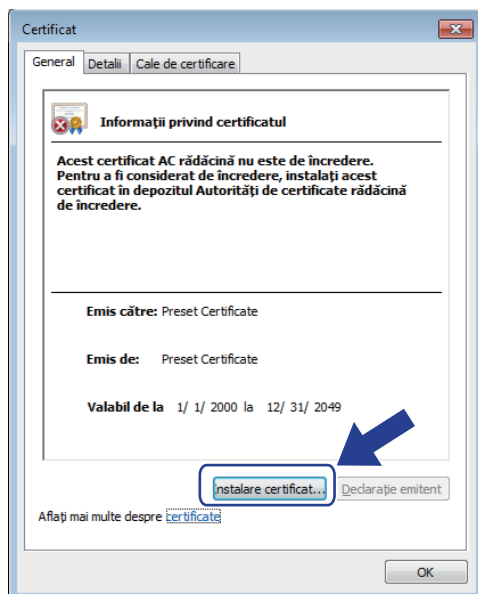 Certificat
General Detalii Cale de certificare
Informații privind certificatul
Acest certificat AC rădăcină nu este de încredere.
Pentru a fi considerat de încredere, instalați acest
certificat în depozitul Autorități de certificate rădăcină
de încredere.
Emis către: Preset Certificate
Emis de: Preset Certificate
Valabil de la 1/ 1/ 2000 la 12/ 31/ 2049
Instalare certificat... Declarație emitent
Aflați mai multe despre certificate
OK